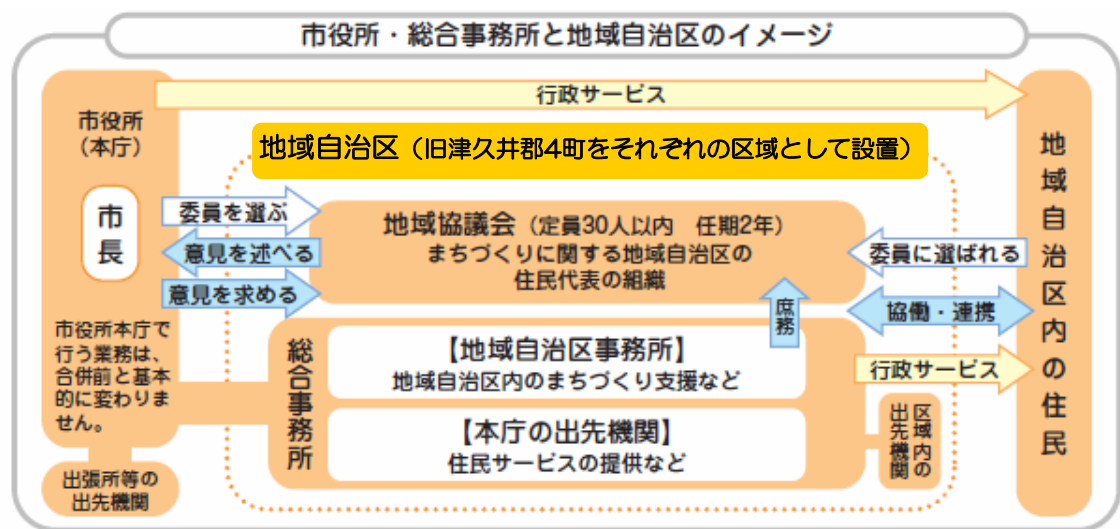 市役所・総合事務所と地域自治区のイメージ
行政サービス
市役所
（本庁）
地域自治区（旧津久井郡4町をそれぞれの区域として設置）
市長
委員を選ぶ
意見を述べる
意見を求める
地域協議会（定員30人以内　任期2年）
まちづくりに関する地域自治区の
住民代表の組織
委員に選ばれる
協働・連携
庶務
市役所本庁で
行う業務は、
合併前と基本
的に変わりま
せん。
総合事務所
【地域自治区事務所】
地域自治区内のまちづくり支援など
【本庁の出先機関】
住民サービスの提供など
行政サービス
区域内の
出先機関
出張所等の
出先機関
地域自治区内の住民